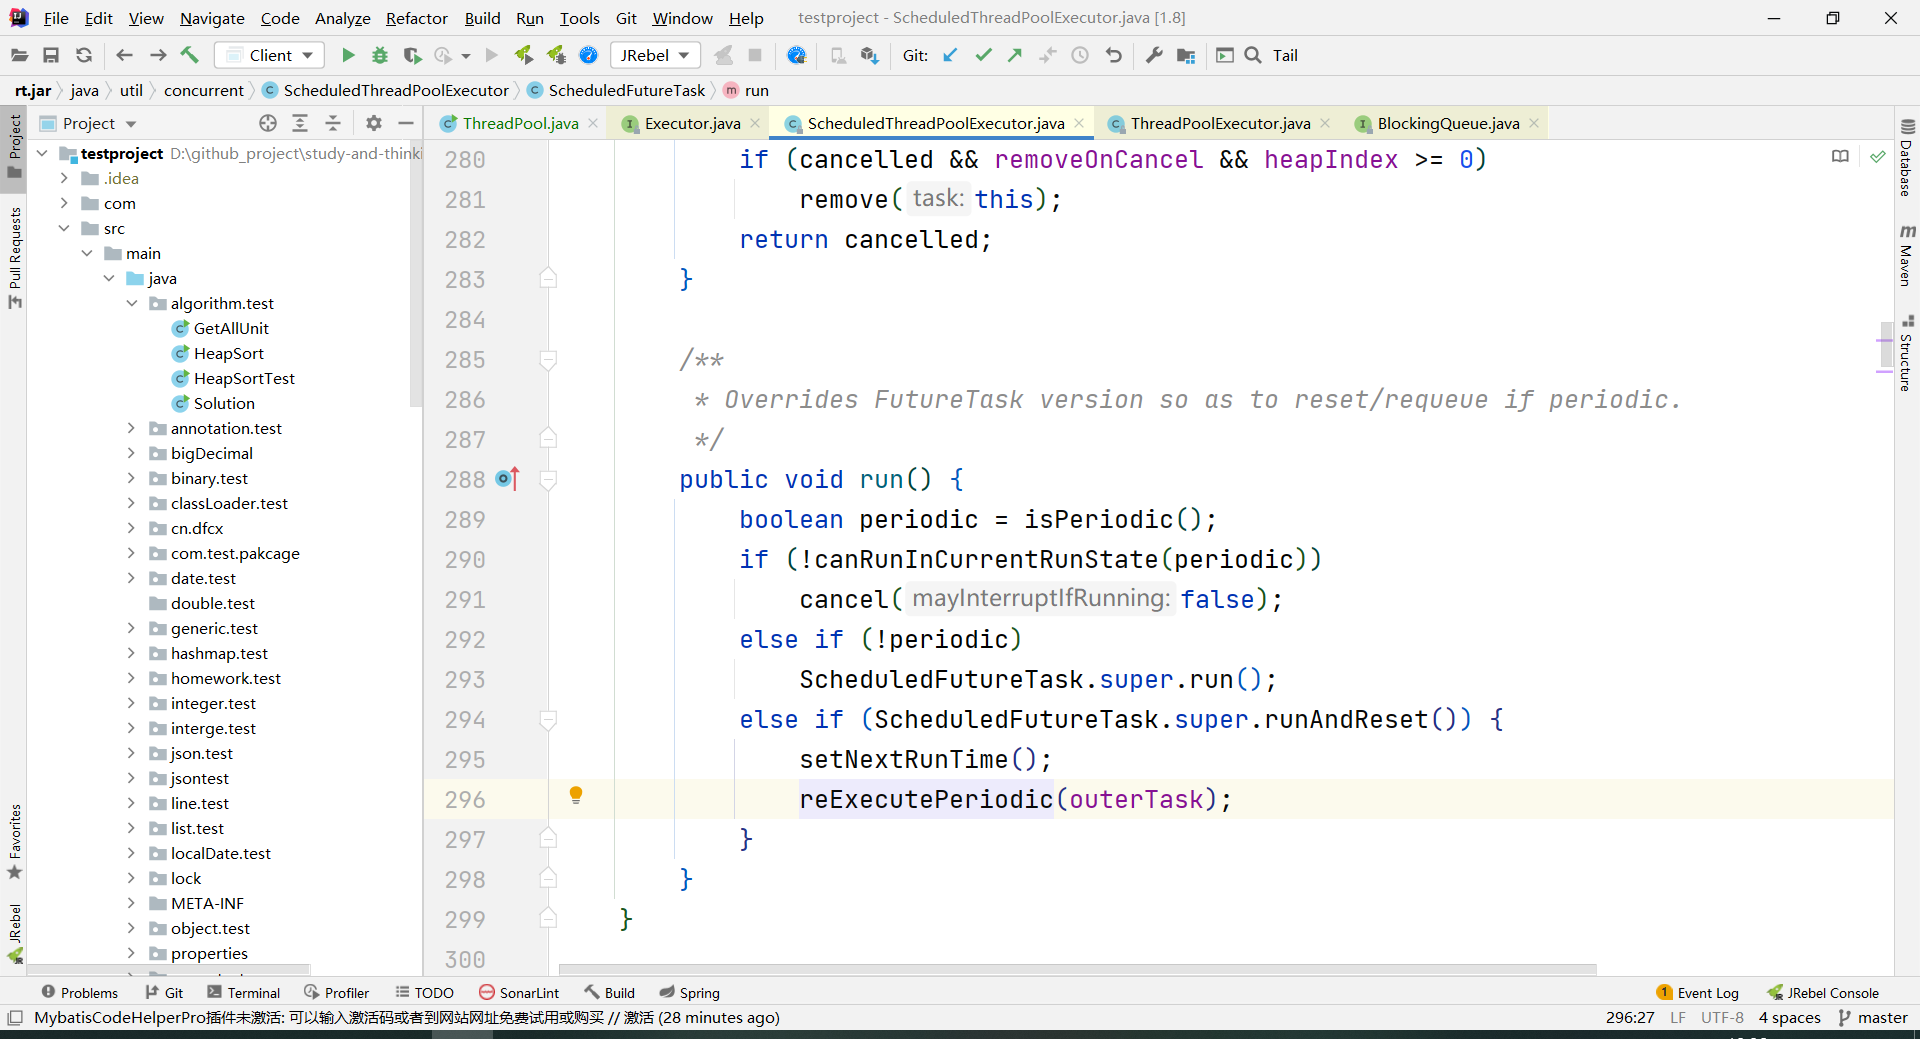 File Edit View Navigate Code Analyze Refactor Build Run Tools Git Window Help testproject - ScheduledThreadPoolExecutor.java [1.8]
Client JRebel Git: Tail
rt.jar java util concurrent ScheduledThreadPoolExecutor ScheduledFutureTask run
Project
ThreadPool.java Executor.java ScheduledThreadPoolExecutor.java ThreadPoolExecutor.java BlockingQueue.java
Project
Pull Requests
Favorites
JRebel
testproject D:\github_project\study-and-thinki
.idea
com
src
main
java
algorithm.test
GetAllUnit
HeapSort
HeapSortTest
Solution
annotation.test
bigDecimal
binary.test
classLoader.test
cn.dfcx
com.test.pakcage
date.test
double.test
generic.test
hashmap.test
homework.test
integer.test
interge.test
json.test
jsontest
line.test
list.test
localDate.test
lock
META-INF
object.test
properties
280 if (cancelled && removeOnCancel && heapIndex >= 0)
281 remove( task: this);
282 return cancelled;
283 }
284
285 /**
286 * Overrides FutureTask version so as to reset/requeue if periodic.
287 */
288 public void run() {
289 boolean periodic = isPeriodic();
290 if (!canRunInCurrentRunState(periodic))
291 cancel( mayInterruptIfRunning: false);
292 else if (!periodic)
293 ScheduledFutureTask.super.run();
294 else if (ScheduledFutureTask.super.runAndReset()) {
295 setNextRunTime();
296 reExecutePeriodic(outerTask);
297 }
298 }
299 }
300
Database
Maven
Structure
Problems Git Terminal Profiler TODO SonarLint Build Spring 1 Event Log JRebel Console
MybatisCodeHelperPro插件未激活: 可以输入激活码或者到网站网址免费试用或购买 // 激活 (28 minutes ago) 296:27 LF UTF-8 4 spaces master